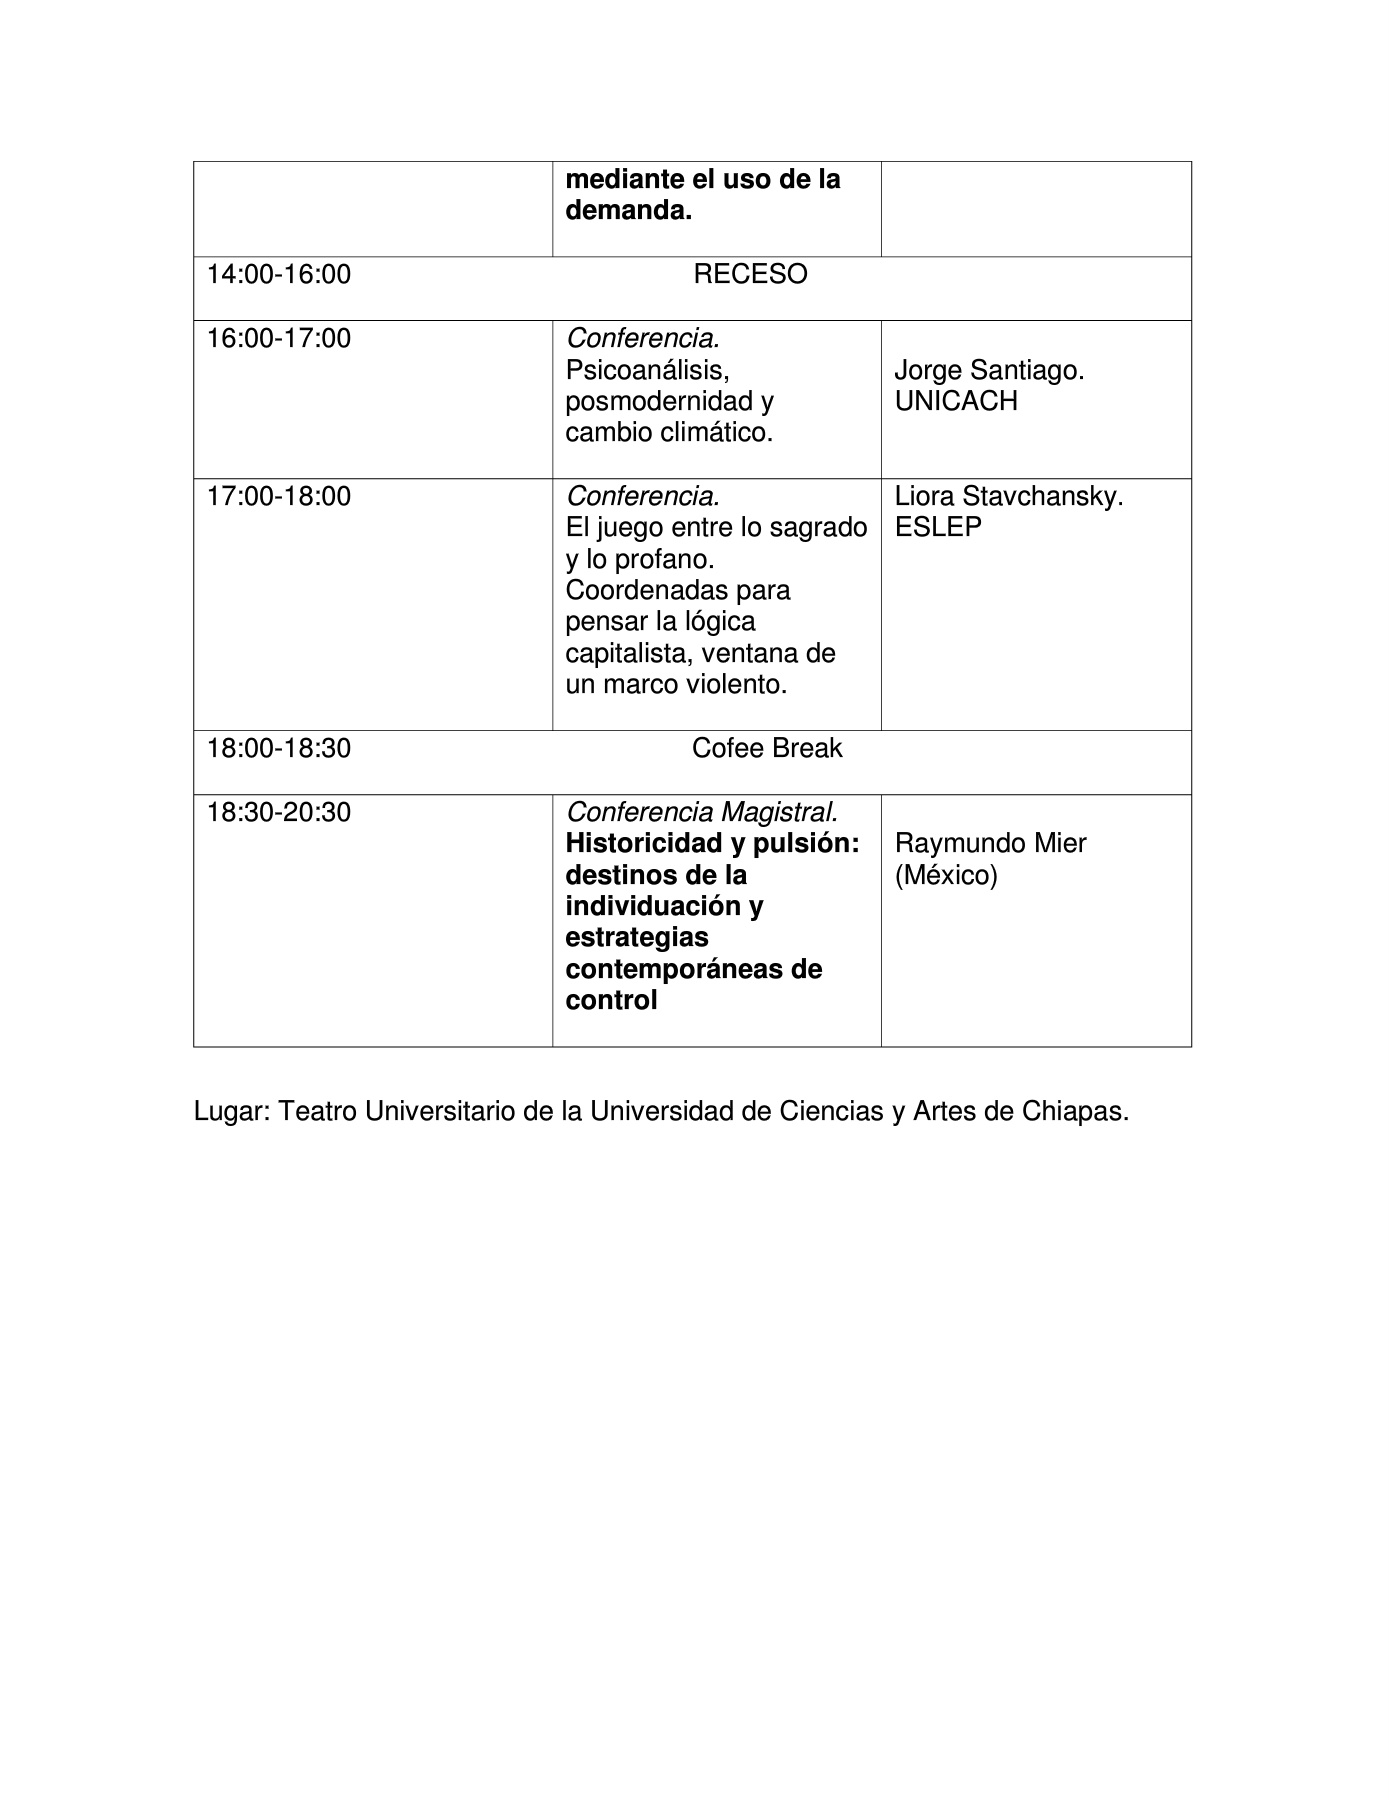 mediante el uso de la
demanda.
14:00-16:00 RECESO
16:00-17:00
Conferencia.
Psicoanálisis,
posmodernidad y
cambio climático.
Jorge Santiago.
UNICACH
17:00-18:00
Conferencia.
El juego entre lo sagrado
y lo profano.
Coordenadas para
pensar la lógica
capitalista, ventana de
un marco violento.
Liora Stavchansky.
ESLEP
18:00-18:30 Cofee Break
18:30-20:30
Conferencia Magistral.
Historicidad y pulsión:
destinos de la
individuación y
estrategias
contemporáneas de
control
Raymundo Mier
(México)
Lugar: Teatro Universitario de la Universidad de Ciencias y Artes de Chiapas.